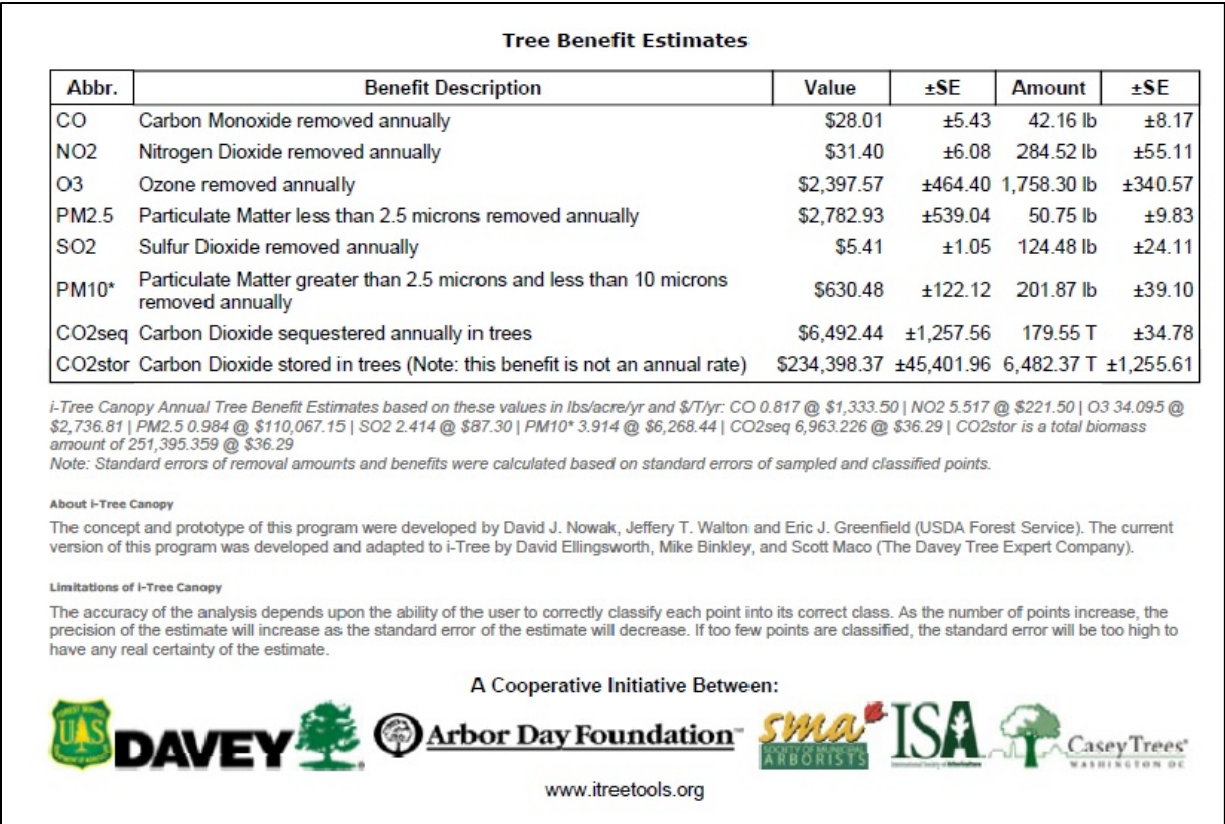 Tree Benefit Estimates
Abbr. Benefit Description Value ±SE Amount ±SE
CO Carbon Monoxide removed annually $28.01 ±5.43 42.16 lb ±8.17
NO2 Nitrogen Dioxide removed annually $31.40 ±6.08 284.52 lb ±55.11
O3 Ozone removed annually $2,397.57 ±464.40 1,758.30 lb ±340.57
PM2.5 Particulate Matter less than 2.5 microns removed annually $2,782.93 ±539.04 50.75 lb ±9.83
SO2 Sulfur Dioxide removed annually $5.41 ±1.05 124.48 lb ±24.11
PM10* Particulate Matter greater than 2.5 microns and less than 10 microns
removed annually $630.48 ±122.12 201.87 lb ±39.10
CO2seq Carbon Dioxide sequestered annually in trees $6,492.44 ±1,257.56 179.55 T ±34.78
CO2stor Carbon Dioxide stored in trees (Note: this benefit is not an annual rate) $234,398.37 ±45,401.96 6,482.37 T ±1,255.61
i-Tree Canopy Annual Tree Benefit Estimates based on these values in lbs/acre/yr and $/T/yr: CO 0.817 @ $1,333.50 | NO2 5.517 @ $221.50 | O3 34.095 @
$2,736.81 | PM2.5 0.984 @ $110,067.15 | SO2 2.414 @ $87.30 | PM10* 3.914 @ $6,268.44 | CO2seq 6,963.226 @ $36.29 | CO2stor is a total biomass
amount of 251,395.359 @ $36.29
Note: Standard errors of removal amounts and benefits were calculated based on standard errors of sampled and classified points.
About i-Tree Canopy
The concept and prototype of this program were developed by David J. Nowak, Jeffery T. Walton and Eric J. Greenfield (USDA Forest Service). The current
version of this program was developed and adapted to i-Tree by David Ellingsworth, Mike Binkley, and Scott Maco (The Davey Tree Expert Company).
Limitations of i-Tree Canopy
The accuracy of the analysis depends upon the ability of the user to correctly classify each point into its correct class. As the number of points increase, the
precision of the estimate will increase as the standard error of the estimate will decrease. If too few points are classified, the standard error will be too high to
have any real certainty of the estimate.
A Cooperative Initiative Between:
FOREST SERVICE
UAS
DEPARTMENT OF AGRICULTURE
DAVEY
Arbor Day Foundation™
sma
SOCIETY OF MUNICIPAL
ARBORISTS
ISA
International Society of Arboriculture
Casey Trees
WASHINGTON DC
www.itreetools.org